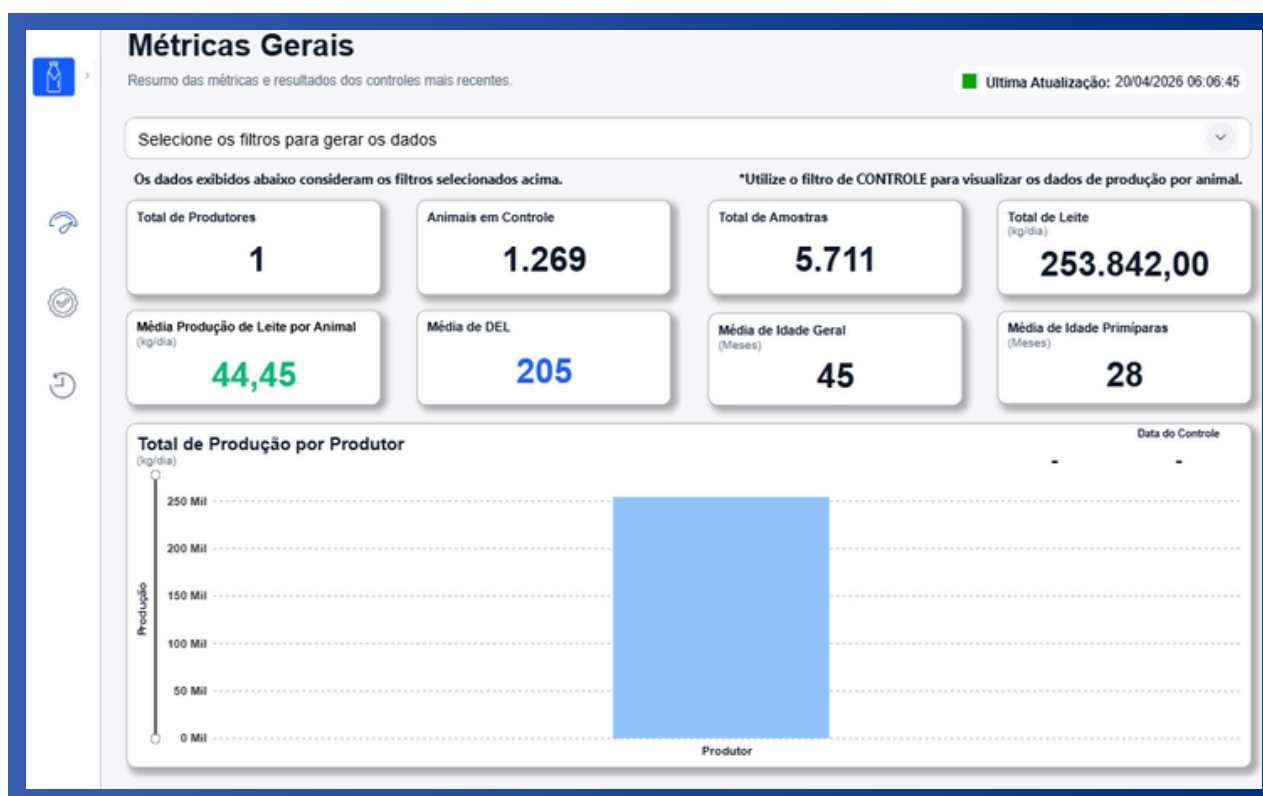 Métricas Gerais
Resumo das métricas e resultados dos controles mais recentes.
Última Atualização: 20/04/2026 06:06:45
Selecione os filtros para gerar os dados
Os dados exibidos abaixo consideram os filtros selecionados acima.
*Utilize o filtro de CONTROLE para visualizar os dados de produção por animal.
Total de Produtores
1
Animais em Controle
1.269
Total de Amostras
5.711
Total de Leite
(kg/dia)
253.842,00
Média Produção de Leite por Animal
(kg/dia)
44,45
Média de DEL
205
Média de Idade Geral
(Meses)
45
Média de Idade Primíparas
(Meses)
28
Total de Produção por Produtor
(kg/dia)
Data do Controle
- -
Produção
250 Mil
200 Mil
150 Mil
100 Mil
50 Mil
0 Mil
Produtor